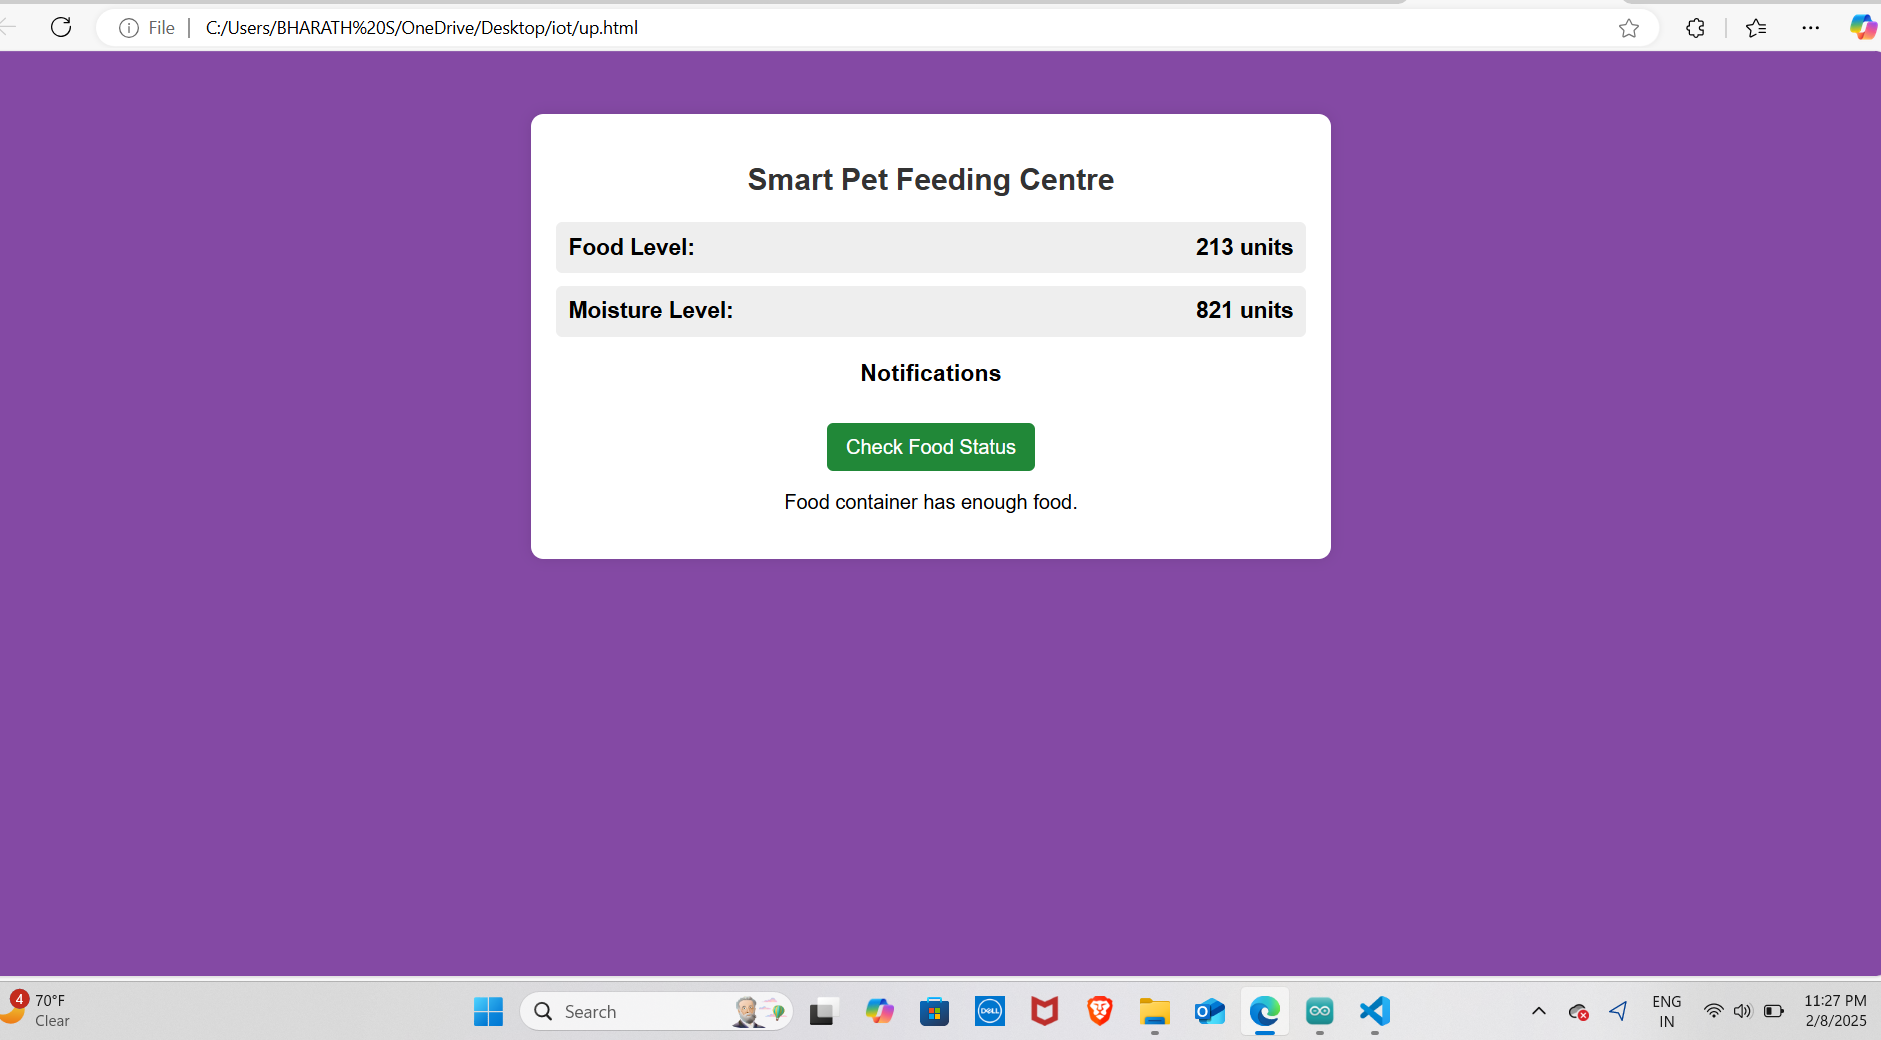 File
C:/Users/BHARATH%20S/OneDrive/Desktop/iot/up.html
Smart Pet Feeding Centre
Food Level: 213 units
Moisture Level: 821 units
Notifications
Check Food Status
Food container has enough food.
4
70°F
Clear
Search
DELL
ENG
IN
11:27 PM
2/8/2025